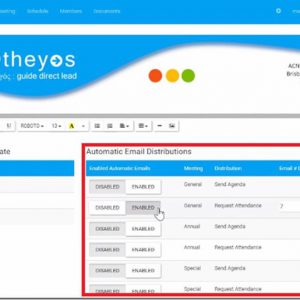 eeting Schedule Members Documents
theyos
: guide direct lead
ACN
Brisb
ROBOTO 13 A
ate
Automatic Email Distributions
Enabled Automatic Emails Meeting Distribution Email #
DISABLED ENABLED General Send Agenda
DISABLED ENABLED General Request Attendance 7
DISABLED ENABLED Annual Send Agenda
DISABLED ENABLED Annual Request Attendance
DISABLED ENABLED Special Send Agenda
DISABLED ENABLED Special Request Attendance